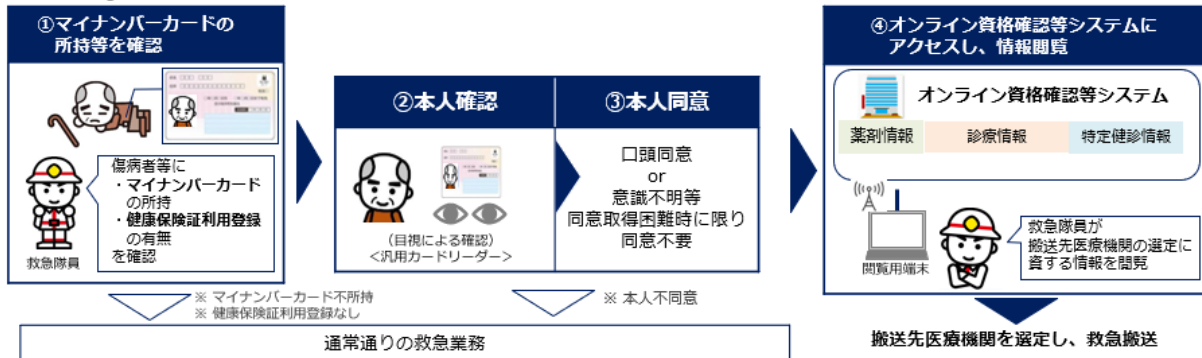 ①マイナンバーカードの
所持等を確認
傷病者等に
・マイナンバーカード
の所持
・健康保険証利用登録
の有無
を確認
救急隊員
②本人確認
③本人同意
(目視による確認)
<汎用カードリーダー>
口頭同意
or
意識不明等
同意取得困難時に限り
同意不要
④オンライン資格確認等システムに
アクセスし、情報閲覧
オンライン資格確認等システム
薬剤情報
診療情報
特定健診情報
閲覧用端末
救急隊員が
搬送先医療機関の選定に
資する情報を閲覧
※ マイナンバーカード不所持
※ 健康保険証利用登録なし
※ 本人不同意
通常通りの救急業務
搬送先医療機関を選定し、救急搬送